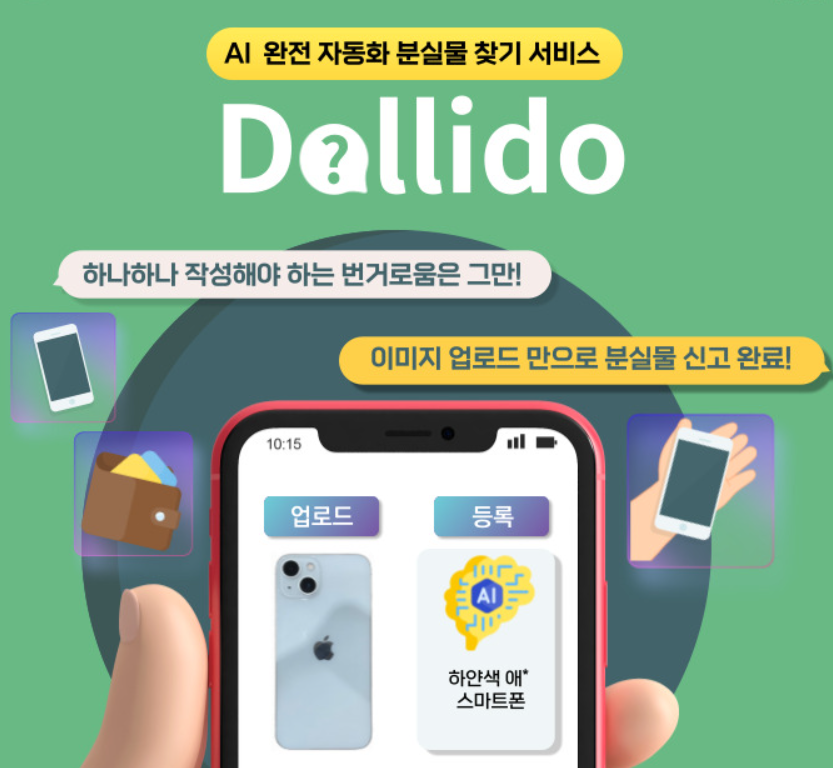 AI 완전 자동화 분실물 찾기 서비스
D?llido
하나하나 작성해야 하는 번거로움은 그만!
이미지 업로드 만으로 분실물 신고 완료!
10:15
업로드
등록
AI
하얀색 애*
스마트폰